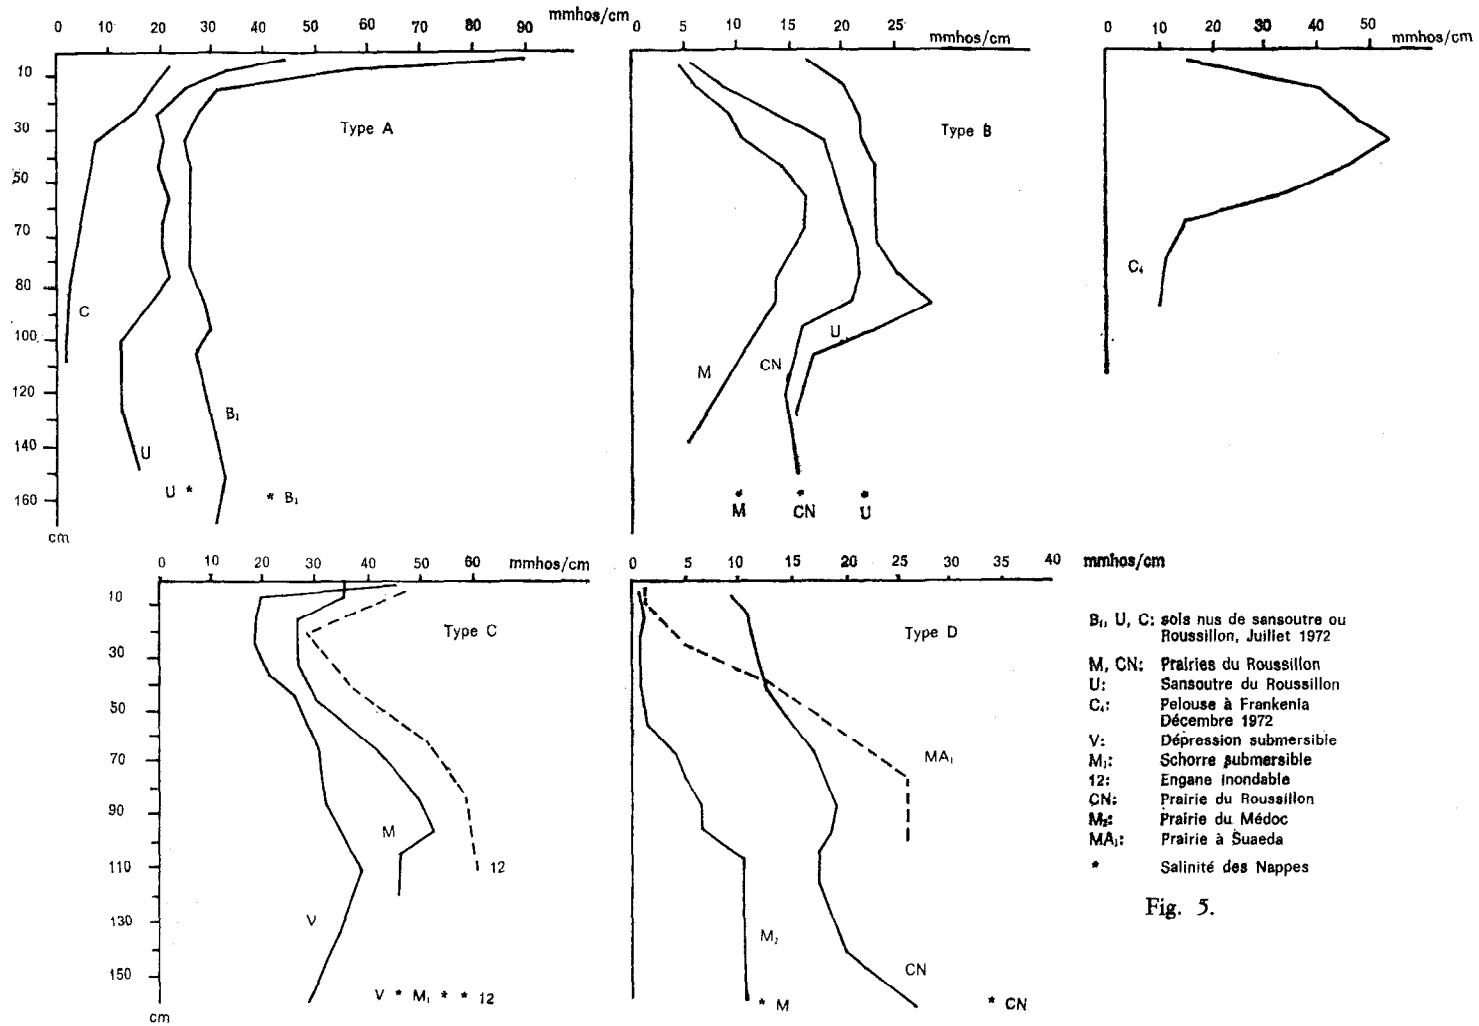 mmhos/cm
0 10 20 30 40 60 80 90
10
30
50
70
80
100
120
140
160
cm
Type A
C
U
B₁
U *
* B₁
0 5 10 15 20 25
mmhos/cm
Type B
M
CN
U
* * *
M CN U
0 10 20 30 50
mmhos/cm
C₄
0 10 20 30 40 50 60
mmhos/cm
10
30
50
70
90
110
130
150
cm
Type C
V
M
12
V * M₁ * * 12
0 5 10 15 20 25 40
mmhos/cm
Type D
MA₁
M₂
CN
* M
* CN
B₁, U, C: sols nus de sansoutre ou
Roussillon, Juillet 1972
M, CN: Prairies du Roussillon
U: Sansoutre du Roussillon
C₄: Pelouse à Frankenia
Décembre 1972
V: Dépression submersible
M₁: Schorre submersible
12: Engane inondable
CN: Prairie du Roussillon
M₂: Prairie du Médoc
MA₁: Prairie à Suaeda
* Salinité des Nappes
Fig. 5.